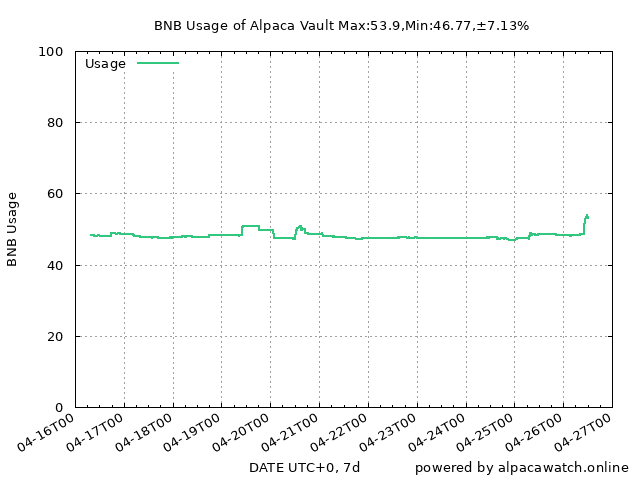 BNB Usage of Alpaca Vault Max:53.9,Min:46.77,±7.13%
Usage
100
80
60
40
20
0
BNB Usage
04-16T00
04-17T00
04-18T00
04-19T00
04-20T00
04-21T00
04-22T00
04-23T00
04-24T00
04-25T00
04-26T00
04-27T00
DATE UTC+0, 7d
powered by alpacawatch.online